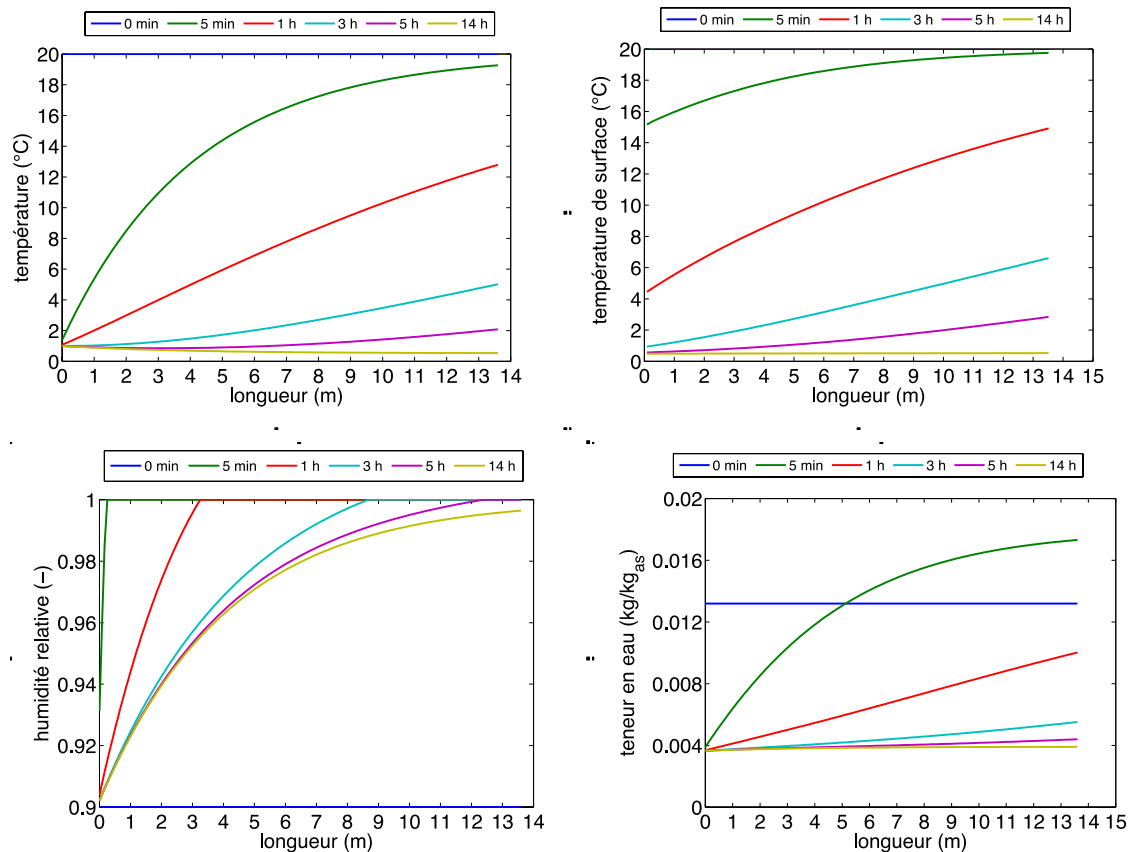 0 min 5 min 1 h 3 h 5 h 14 h
20
18
16
14
12
10
8
6
4
2
0
température (°C)
0 1 2 3 4 5 6 7 8 9 10 11 12 13 14
longueur (m)
0 min 5 min 1 h 3 h 5 h 14 h
20
18
16
14
12
10
8
6
4
2
0
température de surface (°C)
0 1 2 3 4 5 6 7 8 9 10 11 12 13 14 15
longueur (m)
0 min 5 min 1 h 3 h 5 h 14 h
1
0.98
0.96
0.94
0.92
0.9
humidité relative (−)
0 1 2 3 4 5 6 7 8 9 10 11 12 13 14
longueur (m)
0 min 5 min 1 h 3 h 5 h 14 h
0.02
0.016
0.012
0.008
0.004
0
teneur en eau (kg/kg_as)
0 1 2 3 4 5 6 7 8 9 10 11 12 13 14 15
longueur (m)